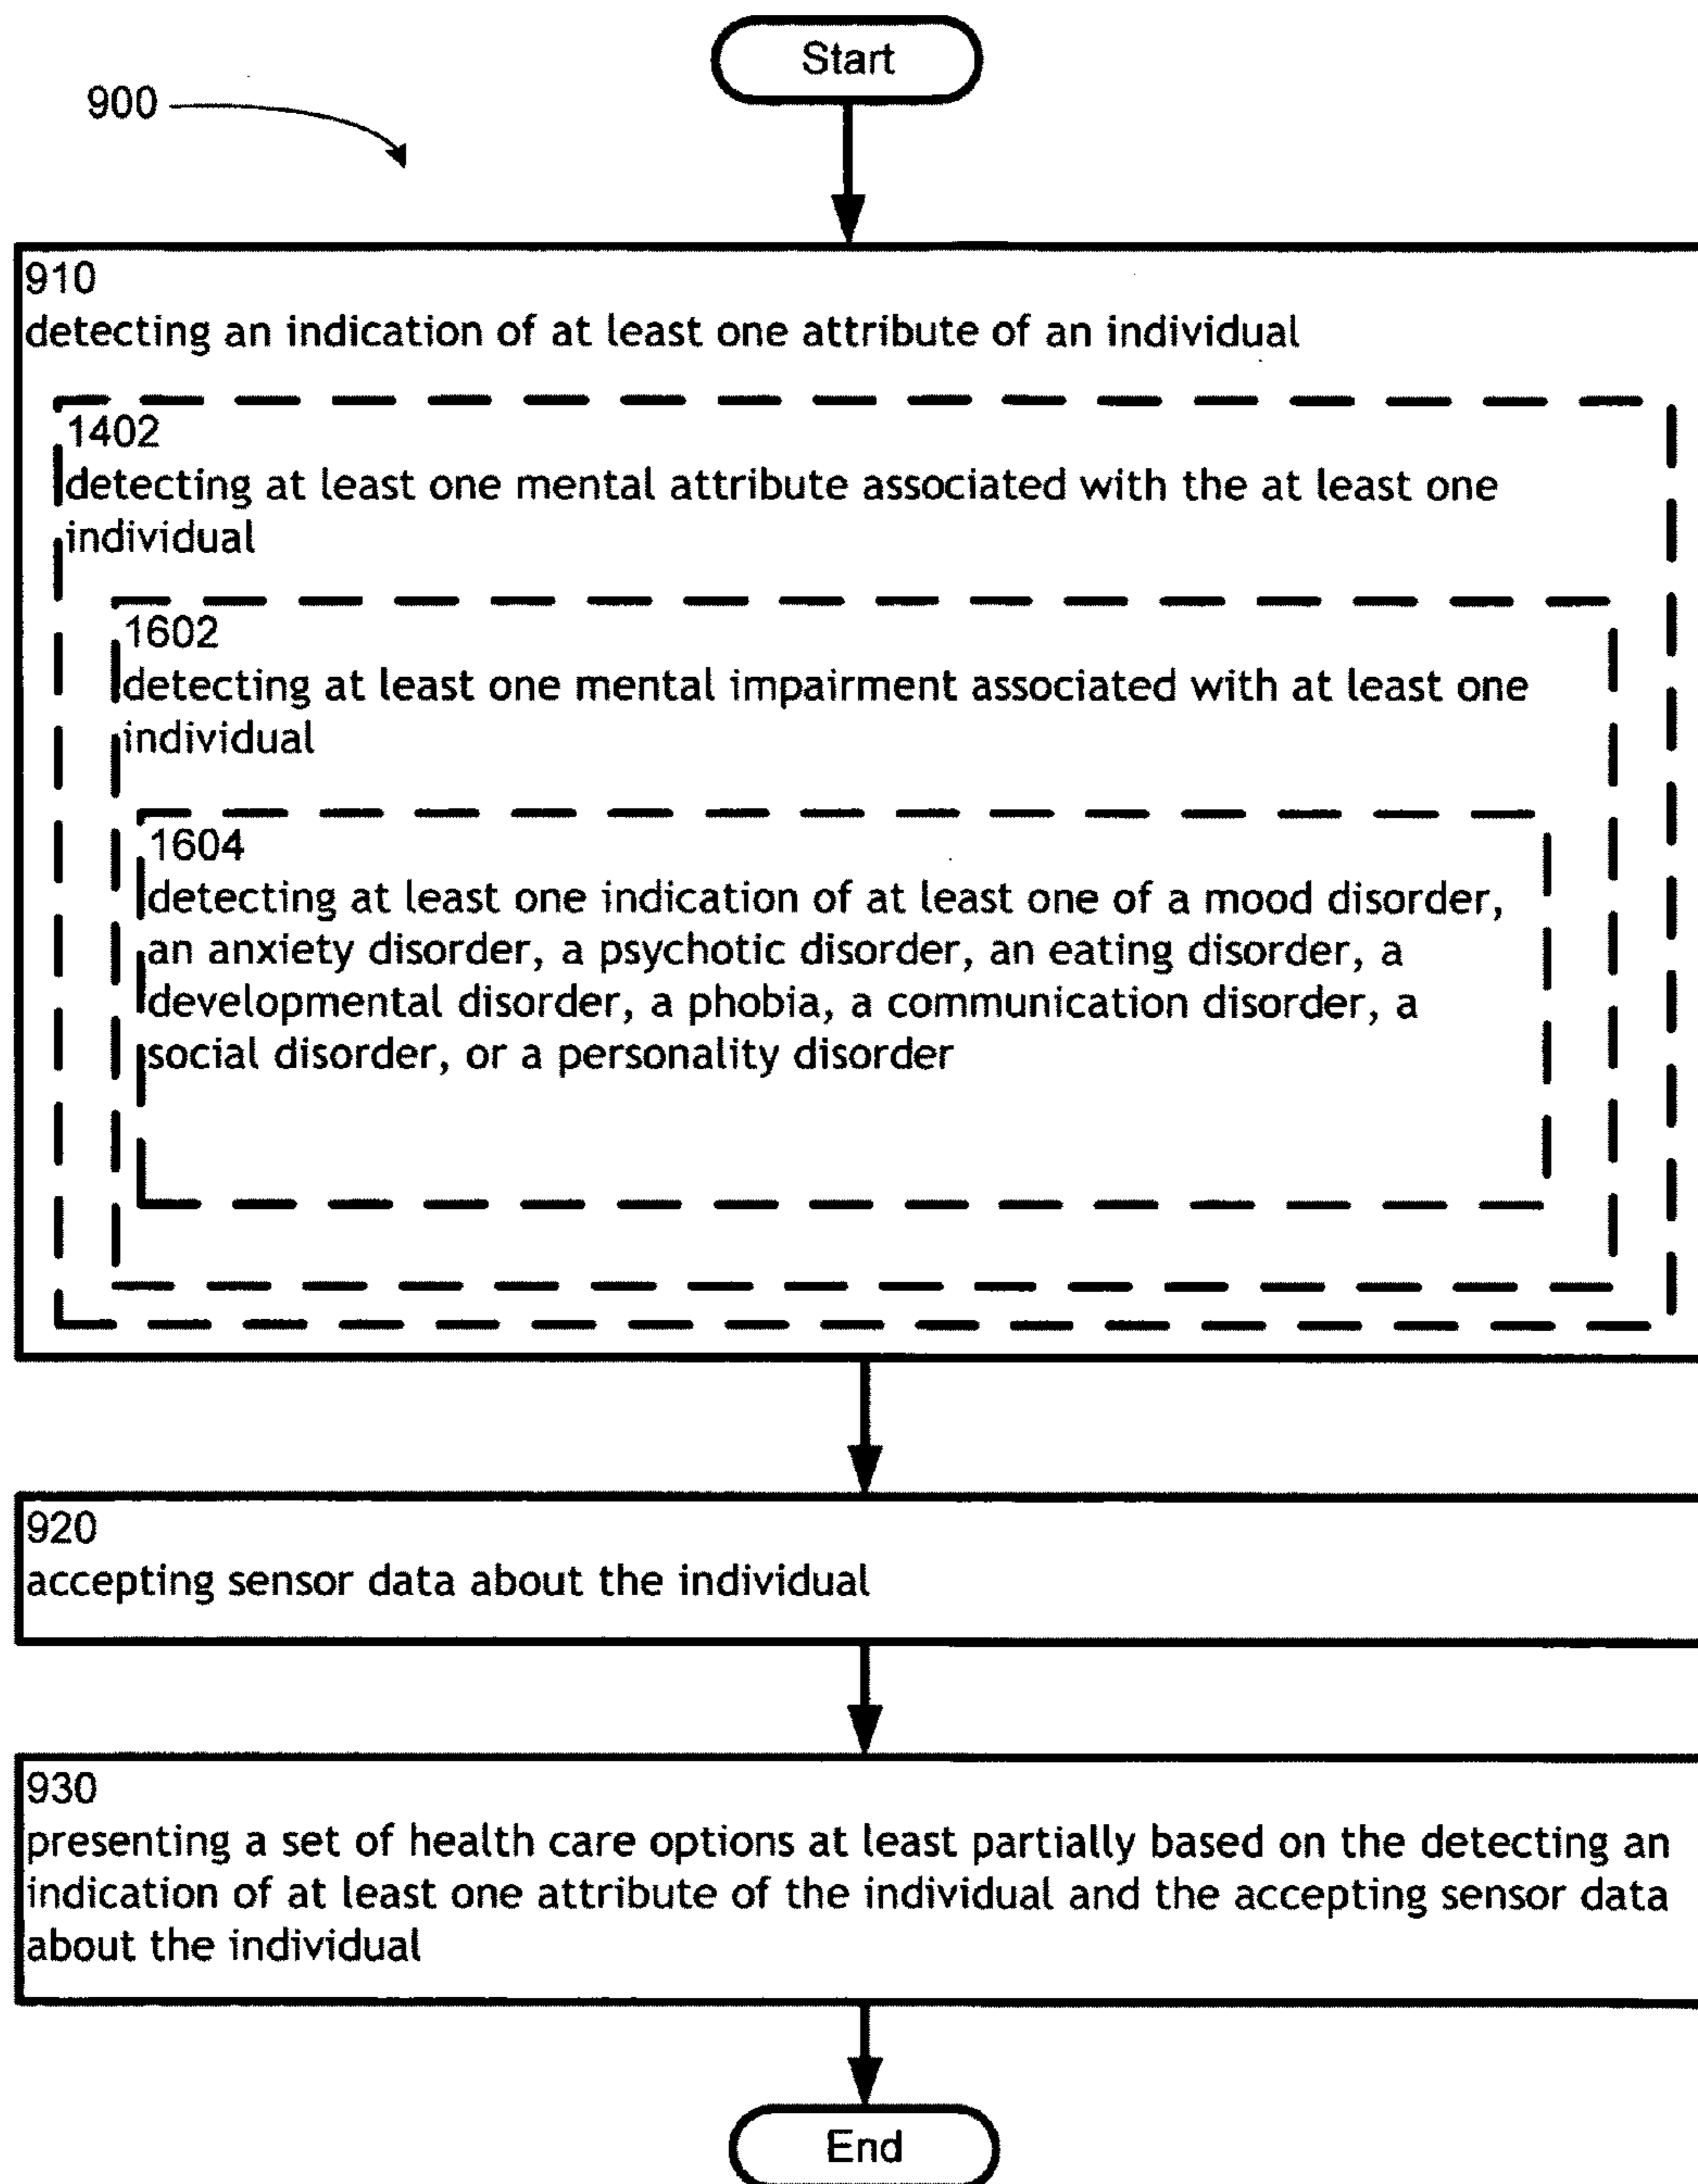 Start
900
910
detecting an indication of at least one attribute of an individual
1402
detecting at least one mental attribute associated with the at least one
individual
1602
detecting at least one mental impairment associated with at least one
individual
1604
detecting at least one indication of at least one of a mood disorder,
an anxiety disorder, a psychotic disorder, an eating disorder, a
developmental disorder, a phobia, a communication disorder, a
social disorder, or a personality disorder
920
accepting sensor data about the individual
930
presenting a set of health care options at least partially based on the detecting an
indication of at least one attribute of the individual and the accepting sensor data
about the individual
End